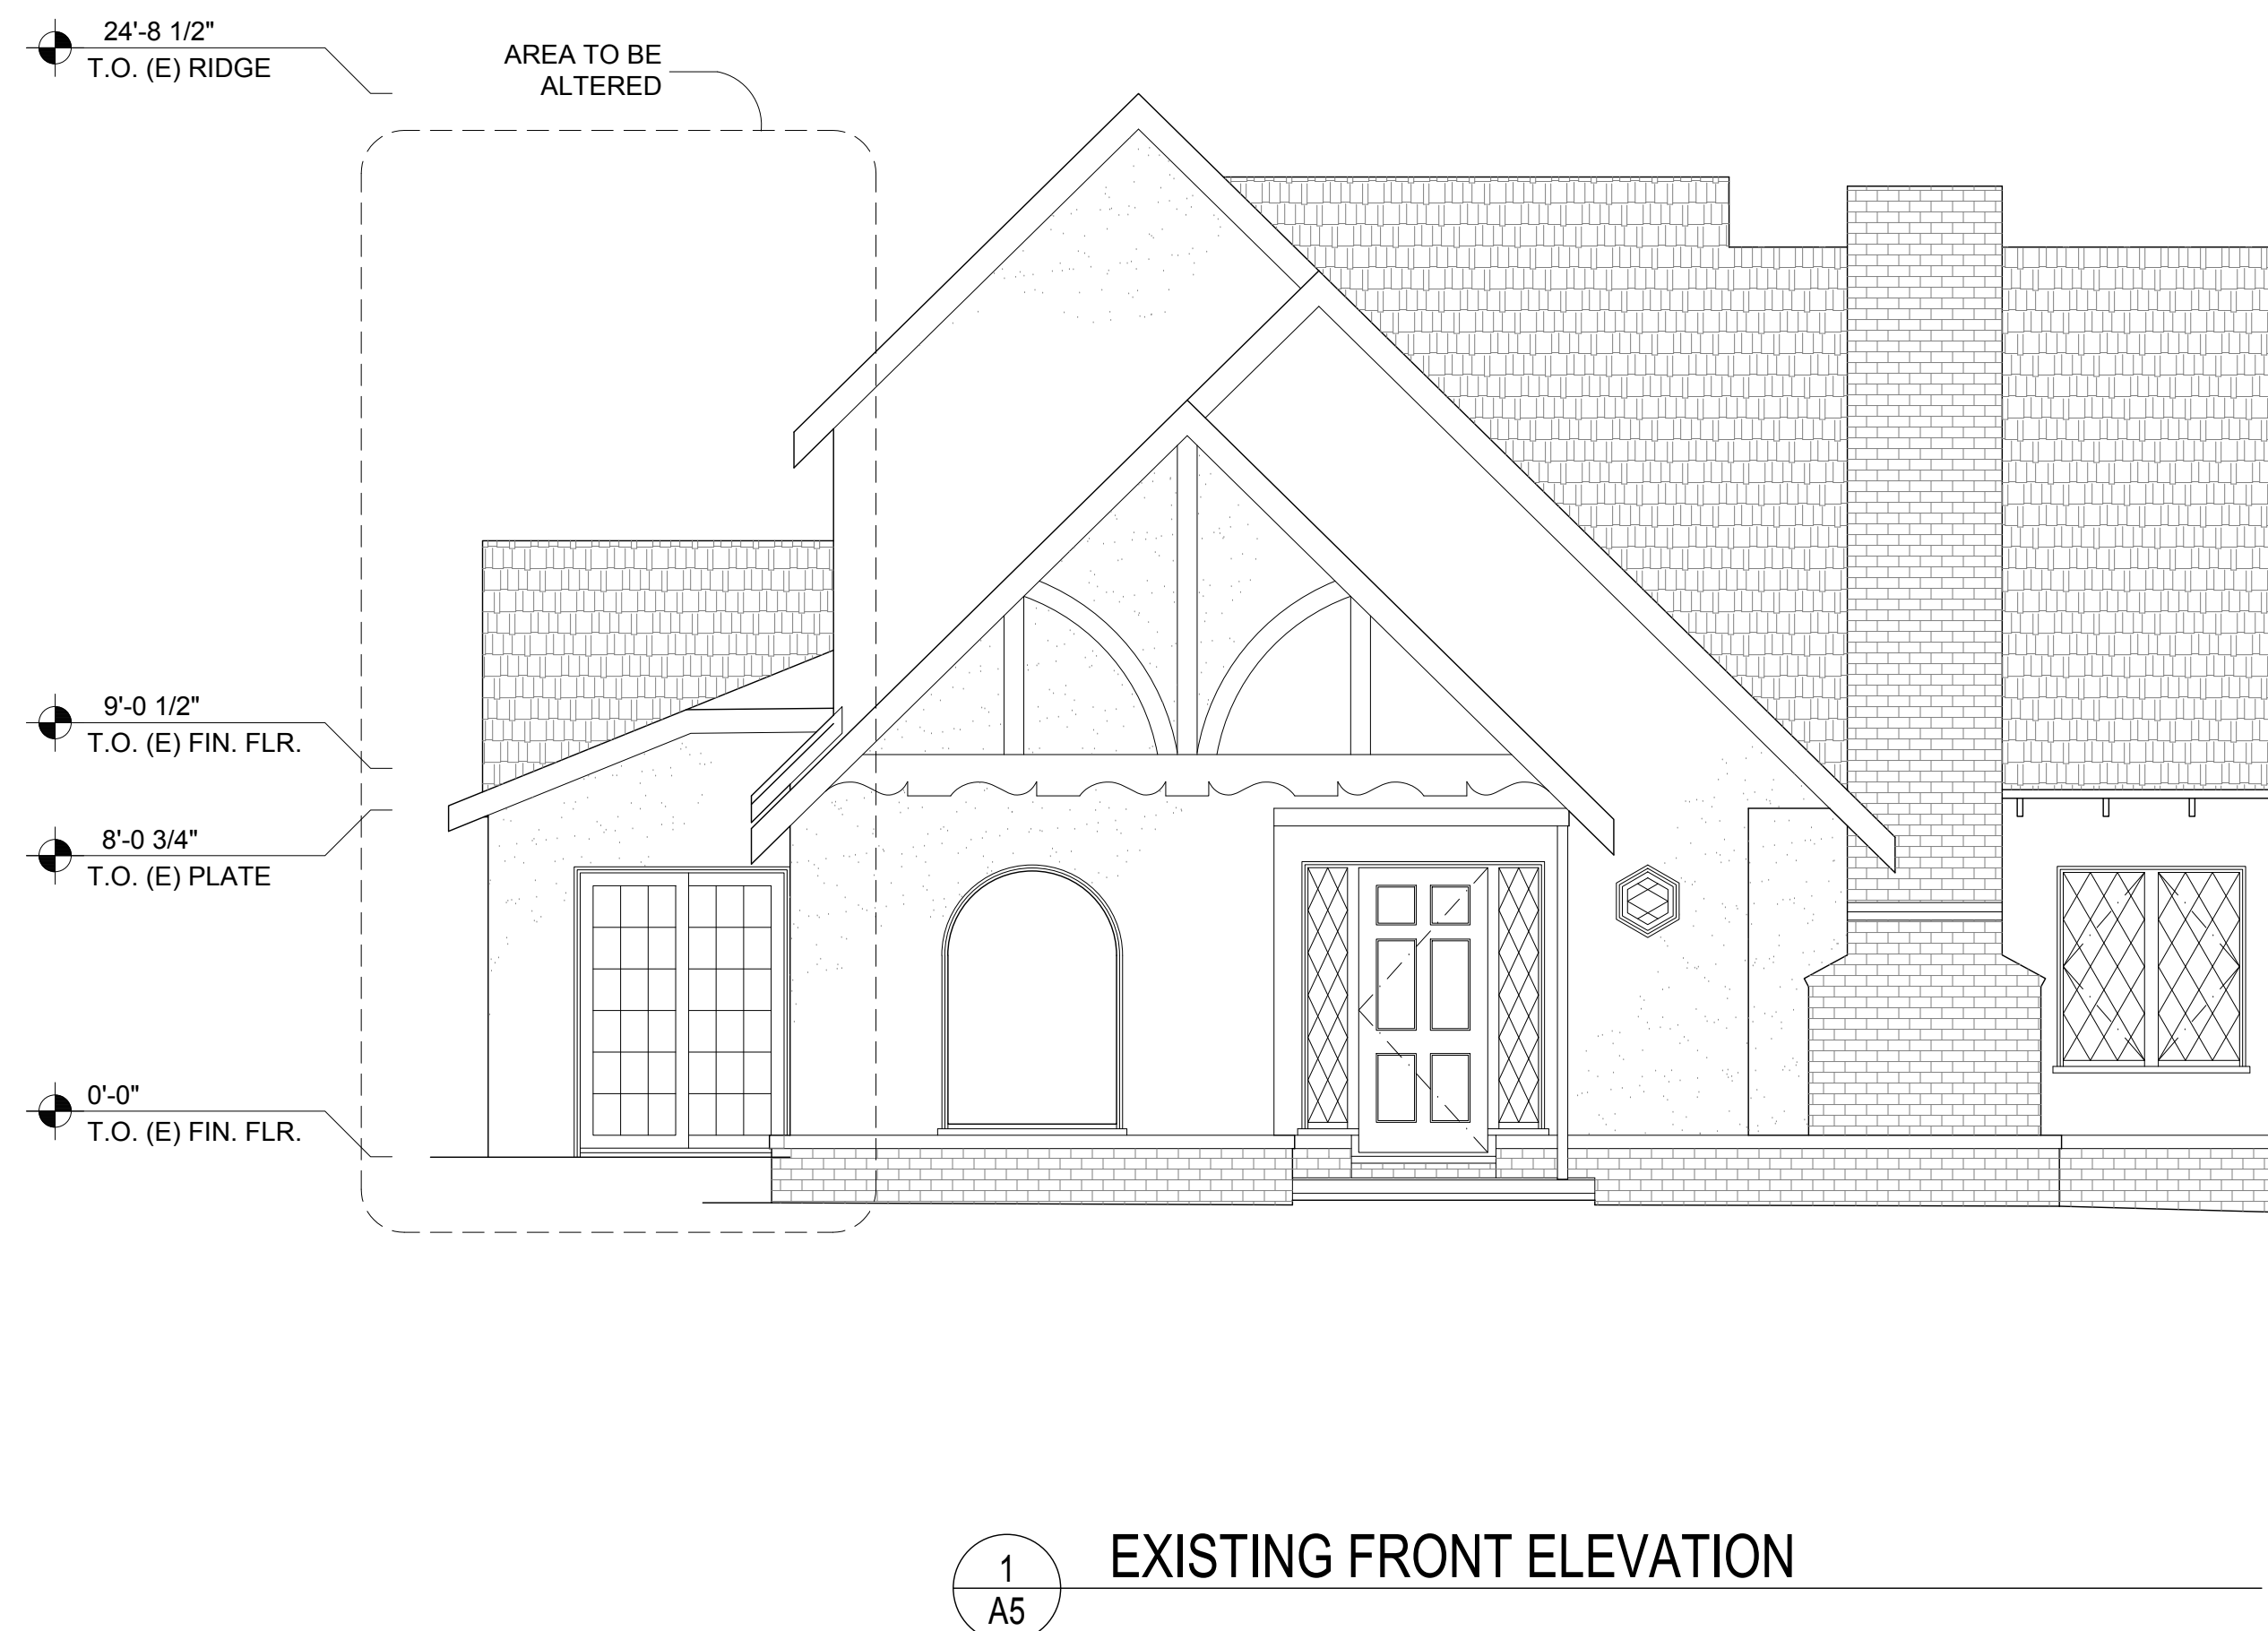 24'-8 1/2"
T.O. (E) RIDGE
AREA TO BE
ALTERED
9'-0 1/2"
T.O. (E) FIN. FLR.
8'-0 3/4"
T.O. (E) PLATE
0'-0"
T.O. (E) FIN. FLR.
1
A5
EXISTING FRONT ELEVATION